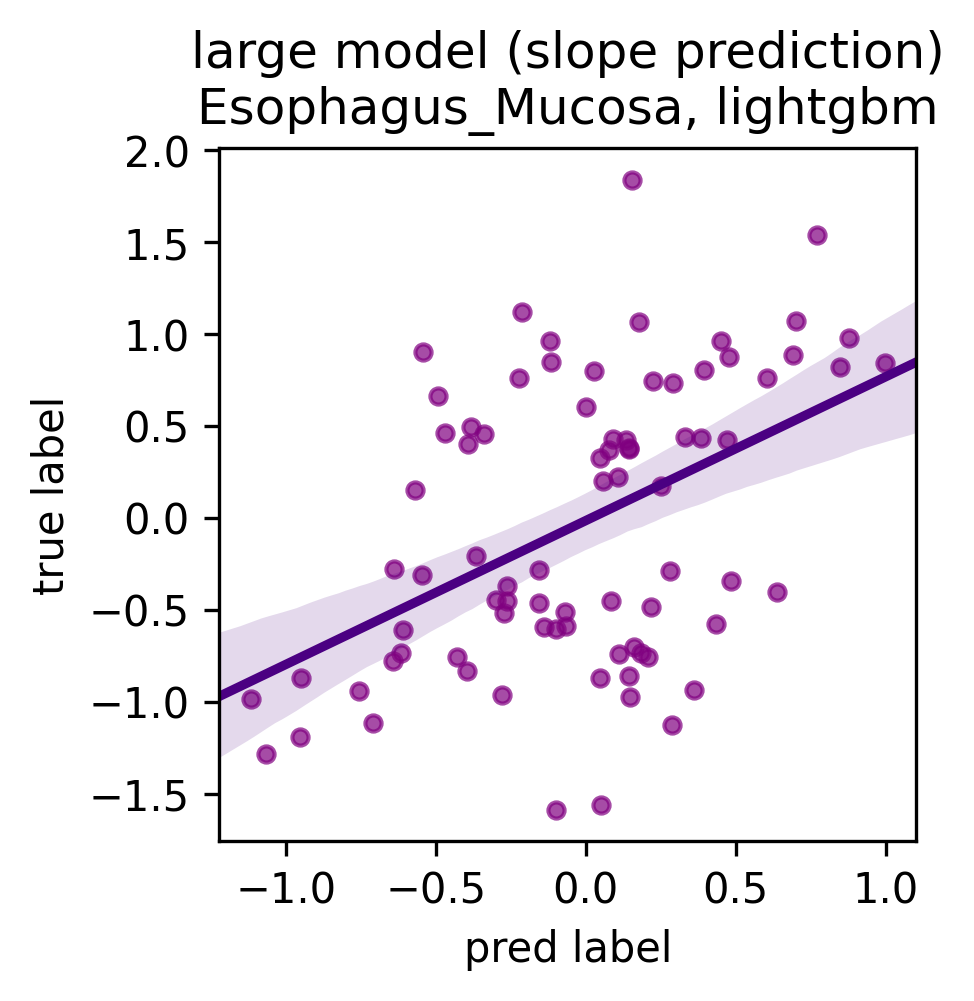 large model (slope prediction)
Esophagus_Mucosa, lightgbm
2.0
1.5
1.0
0.5
0.0
−0.5
−1.0
−1.5
true label
−1.0 −0.5 0.0 0.5 1.0
pred label